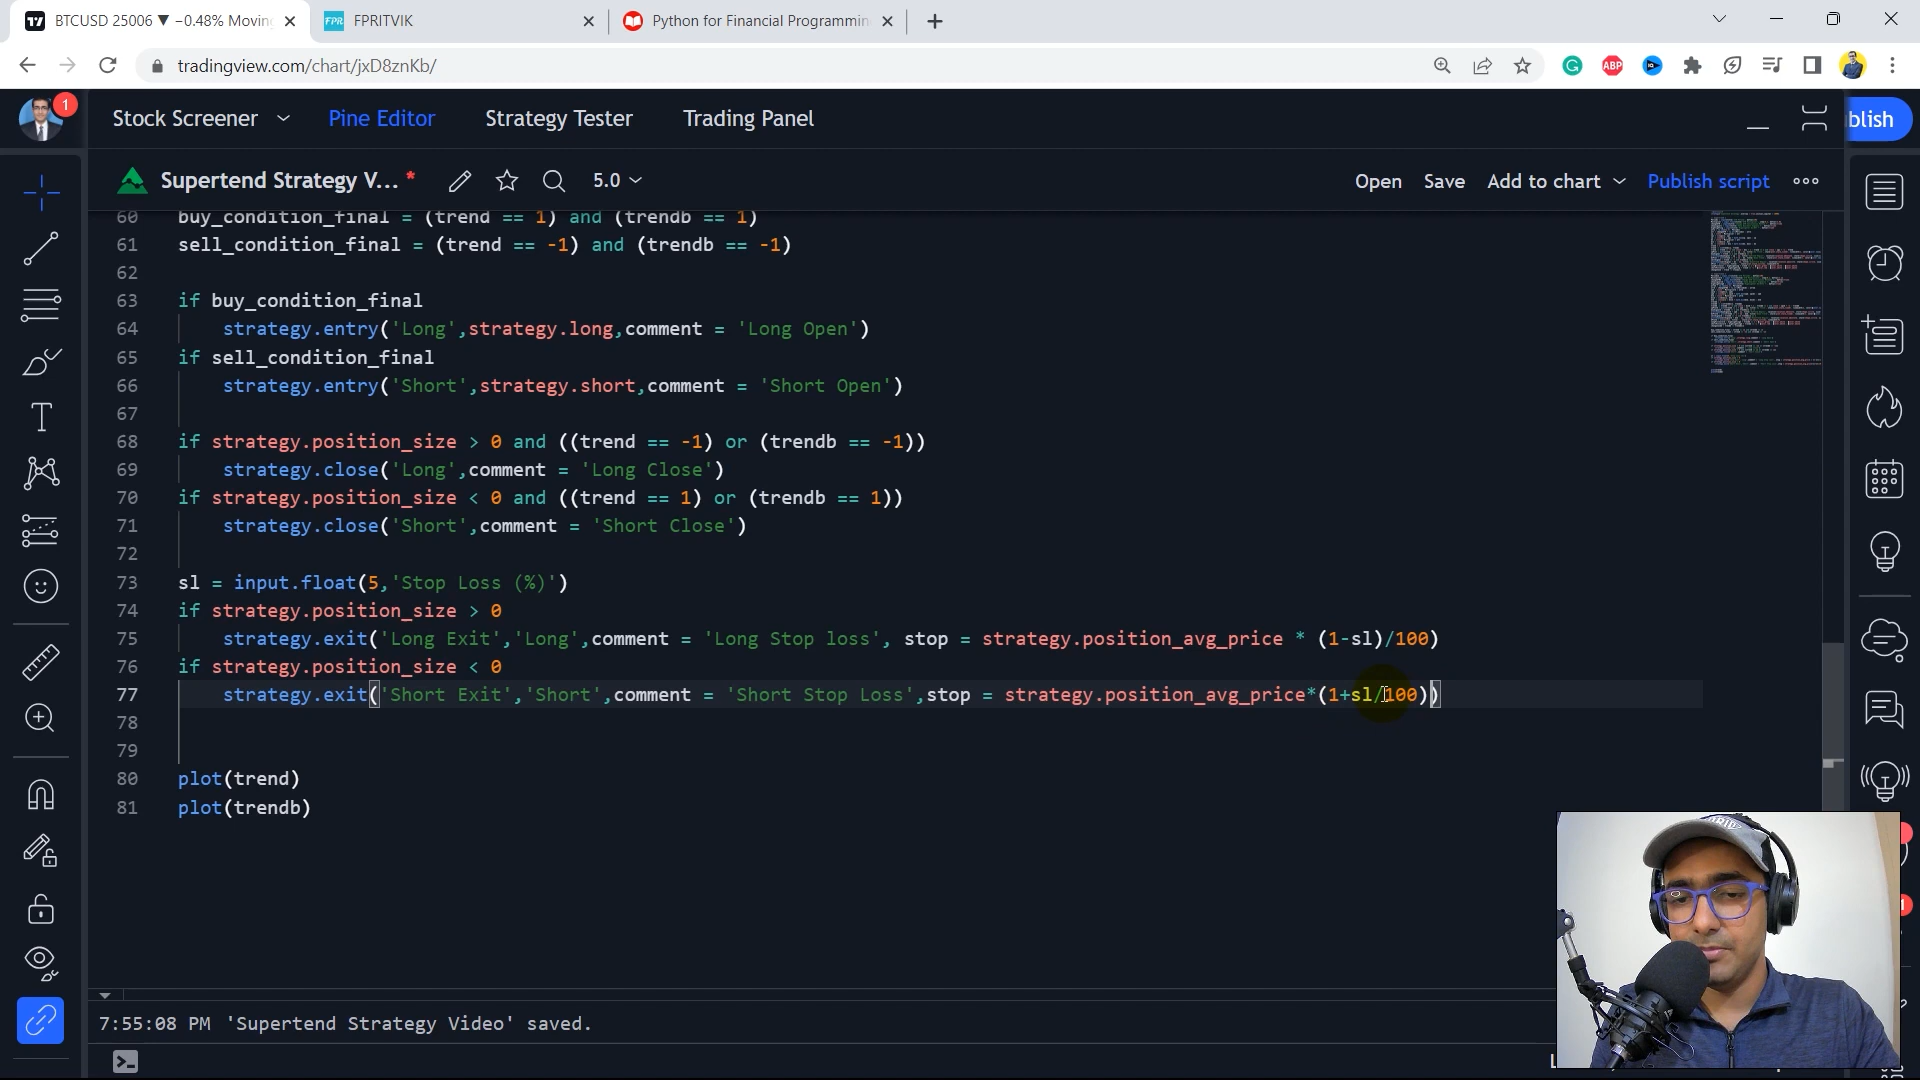 BTCUSD 25006 ▼ −0.48% Movin
FPR FPRITVIK
Python for Financial Programmin
tradingview.com/chart/jxD8znKb/
ABP
1
Stock Screener Pine Editor Strategy Tester Trading Panel
blish
Supertend Strategy V... * 5.0 Open Save Add to chart Publish script
60 buy_condition_final = (trend == 1) and (trendb == 1)
61 sell_condition_final = (trend == -1) and (trendb == -1)
62
63 if buy_condition_final
64 strategy.entry('Long',strategy.long,comment = 'Long Open')
65 if sell_condition_final
66 strategy.entry('Short',strategy.short,comment = 'Short Open')
67
68 if strategy.position_size > 0 and ((trend == -1) or (trendb == -1))
69 strategy.close('Long',comment = 'Long Close')
70 if strategy.position_size < 0 and ((trend == 1) or (trendb == 1))
71 strategy.close('Short',comment = 'Short Close')
72
73 sl = input.float(5,'Stop Loss (%)')
74 if strategy.position_size > 0
75 strategy.exit('Long Exit','Long',comment = 'Long Stop loss', stop = strategy.position_avg_price * (1-sl)/100)
76 if strategy.position_size < 0
77 strategy.exit('Short Exit','Short',comment = 'Short Stop Loss',stop = strategy.position_avg_price*(1+sl/100))
78
79
80 plot(trend)
81 plot(trendb)
7:55:08 PM 'Supertend Strategy Video' saved.